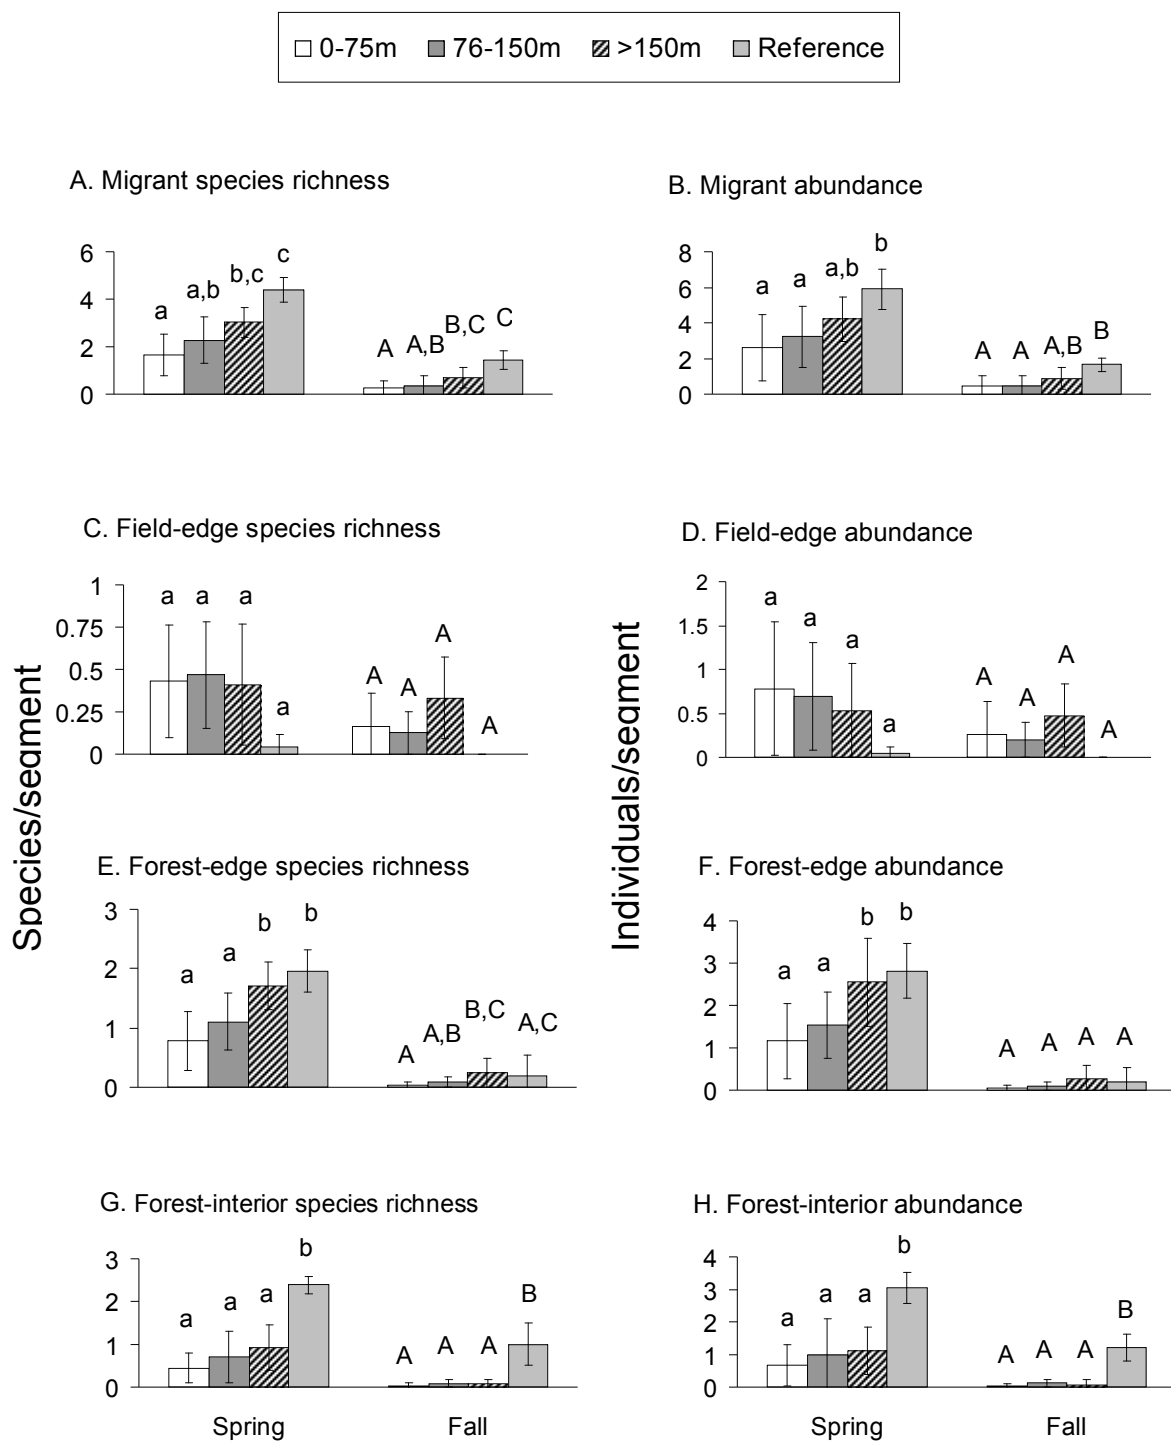 0-75m 76-150m >150m Reference
A. Migrant species richness
B. Migrant abundance
6
4
2
0
a
a,b
b,c
c
A
A,B
B,C
C
8
6
4
2
0
a
a
a,b
b
A
A
A,B
B
C. Field-edge species richness
D. Field-edge abundance
1
0.75
0.5
0.25
0
a
a
a
a
A
A
A
A
2
1.5
1
0.5
0
a
a
a
a
A
A
A
A
Species/segment
Individuals/segment
E. Forest-edge species richness
F. Forest-edge abundance
3
2
1
0
a
a
b
b
A
A,B
B,C
A,C
4
3
2
1
0
a
a
b
b
A
A
A
A
G. Forest-interior species richness
H. Forest-interior abundance
3
2
1
0
a
a
a
b
A
A
A
B
4
3
2
1
0
a
a
a
b
A
A
A
B
Spring Fall
Spring Fall